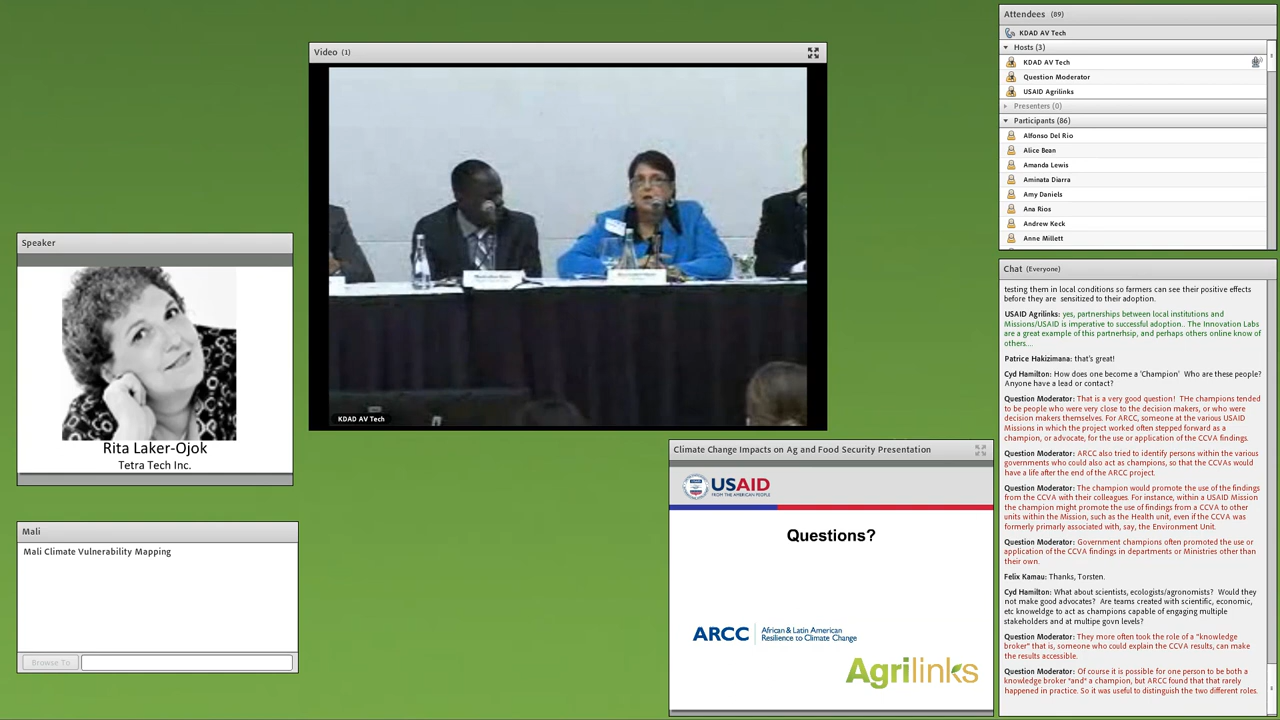 Speaker
Rita Laker-Ojok
Tetra Tech Inc.
Mali
Mali Climate Vulnerability Mapping
Browse To
Video (1)
KDAD AV Tech
Climate Change Impacts on Ag and Food Security Presentation
USAID
FROM THE AMERICAN PEOPLE
Questions?
ARCC
African & Latin American
Resilience to Climate Change
Agrilinks
Attendees (89)
KDAD AV Tech
Hosts (3)
KDAD AV Tech
Question Moderator
USAID Agrilinks
Presenters (0)
Participants (86)
Alfonso Del Rio
Alice Bean
Amanda Lewis
Aminata Diarra
Amy Daniels
Ana Rios
Andrew Keck
Anne Millett
Chat (Everyone)
testing them in local conditions so farmers can see their positive effects
before they are sensitized to their adoption.
USAID Agrilinks: yes, partnerships between local institutions and
Missions/USAID is imperative to successful adoption.. The Innovation Labs
are a great example of this partnerhsip, and perhaps others online know of
others....
Patrice Hakizimana: that's great!
Cyd Hamilton: How does one become a 'Champion' Who are these people?
Anyone have a lead or contact?
Question Moderator: That is a very good question! THe champions tended
to be people who were very close to the decision makers, or who were
decision makers themselves. For ARCC, someone at the various USAID
Missions in which the project worked often stepped forward as a
champion, or advocate, for the use or application of the CCVA findings.
Question Moderator: ARCC also tried to identify persons within the various
governments who could also act as champions, so that the CCVAs would
have a life after the end of the ARCC project.
Question Moderator: The champion would promote the use of the findings
from the CCVA with their colleagues. For instance, within a USAID Mission
the champion might promote the use of findings from a CCVA to other
units within the Mission, such as the Health unit, even if the CCVA was
formerly primarly associated with, say, the Environment Unit.
Question Moderator: Government champions often promoted the use or
application of the CCVA findings in departments or Ministries other than
their own.
Felix Kamau: Thanks, Torsten.
Cyd Hamilton: What about scientists, ecologists/agronomists? Would they
not make good advocates? Are teams created with scientific, economic,
etc knoweldge to act as champions capable of engaging multiple
stakeholders and at multipe govn levels?
Question Moderator: They more often took the role of a "knowledge
broker" that is, someone who could explain the CCVA results, can make
the results accessible.
Question Moderator: Of course it is possible for one person to be both a
knowledge broker *and* a champion, but ARCC found that that rarely
happened in practice. So it was useful to distinguish the two different roles.